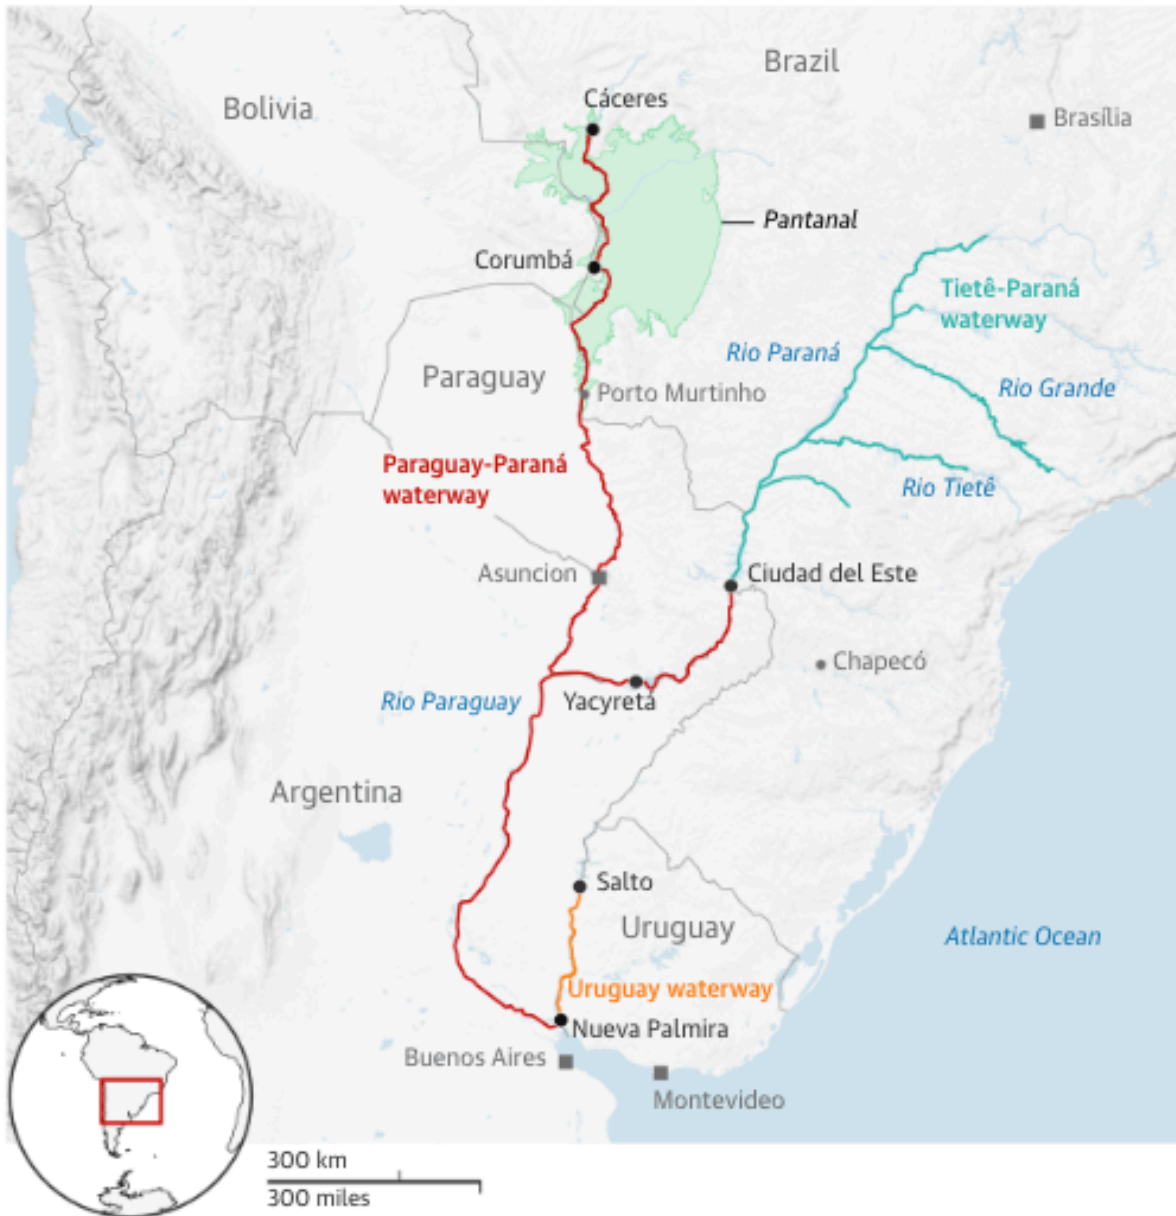 Brazil
Cáceres
Bolivia
Brasília
Pantanal
Corumbá
Tietê-Paraná
waterway
Rio Paraná
Paraguay
Rio Grande
Porto Murtinho
Paraguay-Paraná
waterway
Rio Tietê
Asuncion
Ciudad del Este
Chapecó
Rio Paraguay
Yacyretá
Argentina
Salto
Uruguay
Atlantic Ocean
Uruguay waterway
Nueva Palmira
Buenos Aires
Montevideo
300 km
300 miles